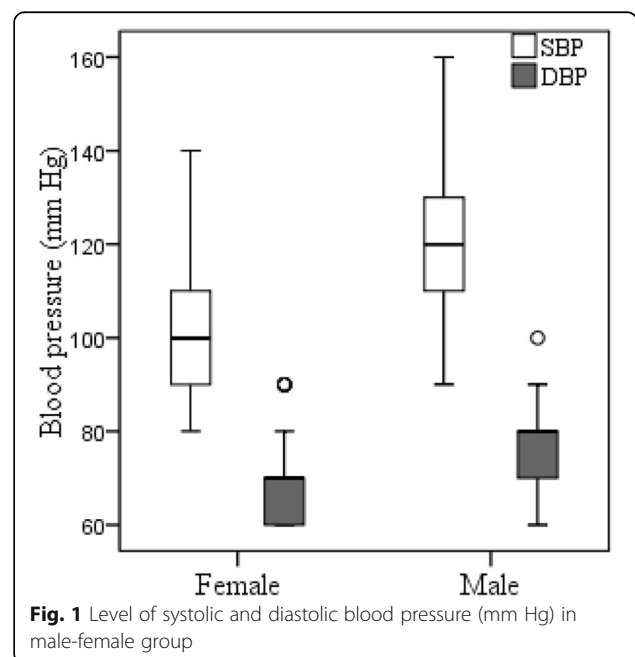 SBP
DBP
160
140
120
100
80
60
Blood pressure (mm Hg)
Female Male
Fig. 1 Level of systolic and diastolic blood pressure (mm Hg) in
male-female group